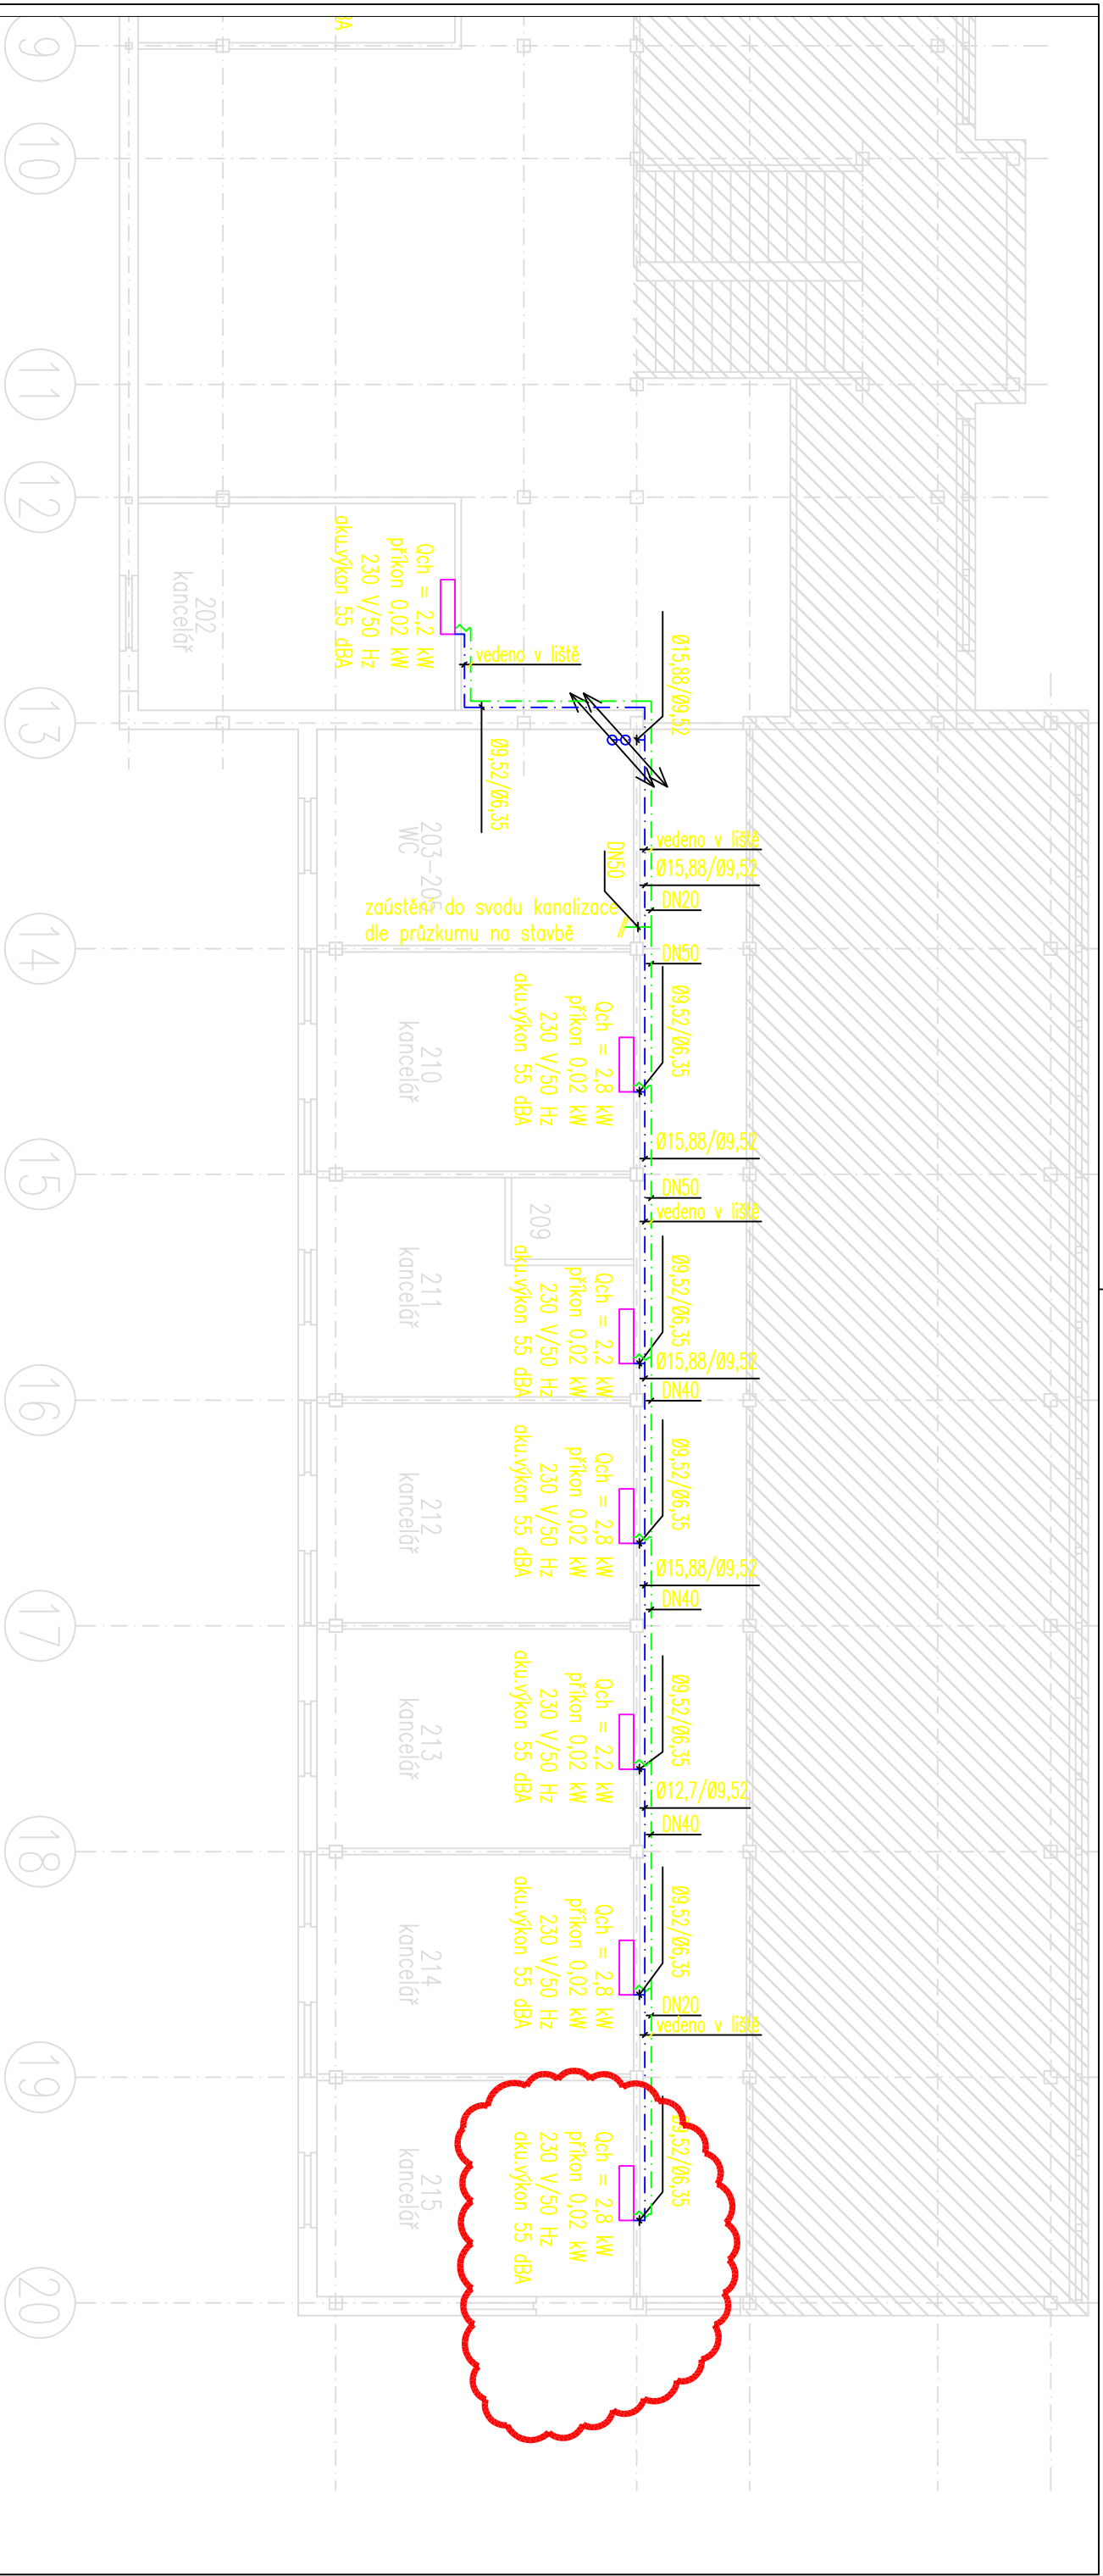 9
10
11
12
13
14
15
16
17
18
19
20
Qch = 2,2 kW
příkon 0,02 kW
230 V/50 Hz
aku.výkon 55 dBA
202
kancelář
vedeno v liště
Ø15,88/Ø9,52
Ø9,52/Ø6,35
203-205
WC
vedeno v liště
Ø15,88/Ø9,52
DN20
DN50
zaústění do svodu kanalizace
dle průzkumu na stavbě
DN50
Ø9,52/Ø6,35
Qch = 2,8 kW
příkon 0,02 kW
230 V/50 Hz
aku.výkon 55 dBA
210
kancelář
Ø15,88/Ø9,52
DN50
vedeno v liště
209
Ø9,52/Ø6,35
Qch = 2,2 kW
příkon 0,02 kW
230 V/50 Hz
aku.výkon 55 dBA
211
kancelář
Ø15,88/Ø9,52
DN40
Ø9,52/Ø6,35
Qch = 2,8 kW
příkon 0,02 kW
230 V/50 Hz
aku.výkon 55 dBA
212
kancelář
Ø15,88/Ø9,52
DN40
Ø9,52/Ø6,35
Qch = 2,2 kW
příkon 0,02 kW
230 V/50 Hz
aku.výkon 55 dBA
213
kancelář
Ø12,7/Ø9,52
DN40
Ø9,52/Ø6,35
Qch = 2,8 kW
příkon 0,02 kW
230 V/50 Hz
aku.výkon 55 dBA
214
kancelář
DN20
vedeno v liště
Ø9,52/Ø6,35
Qch = 2,8 kW
příkon 0,02 kW
230 V/50 Hz
aku.výkon 55 dBA
215
kancelář